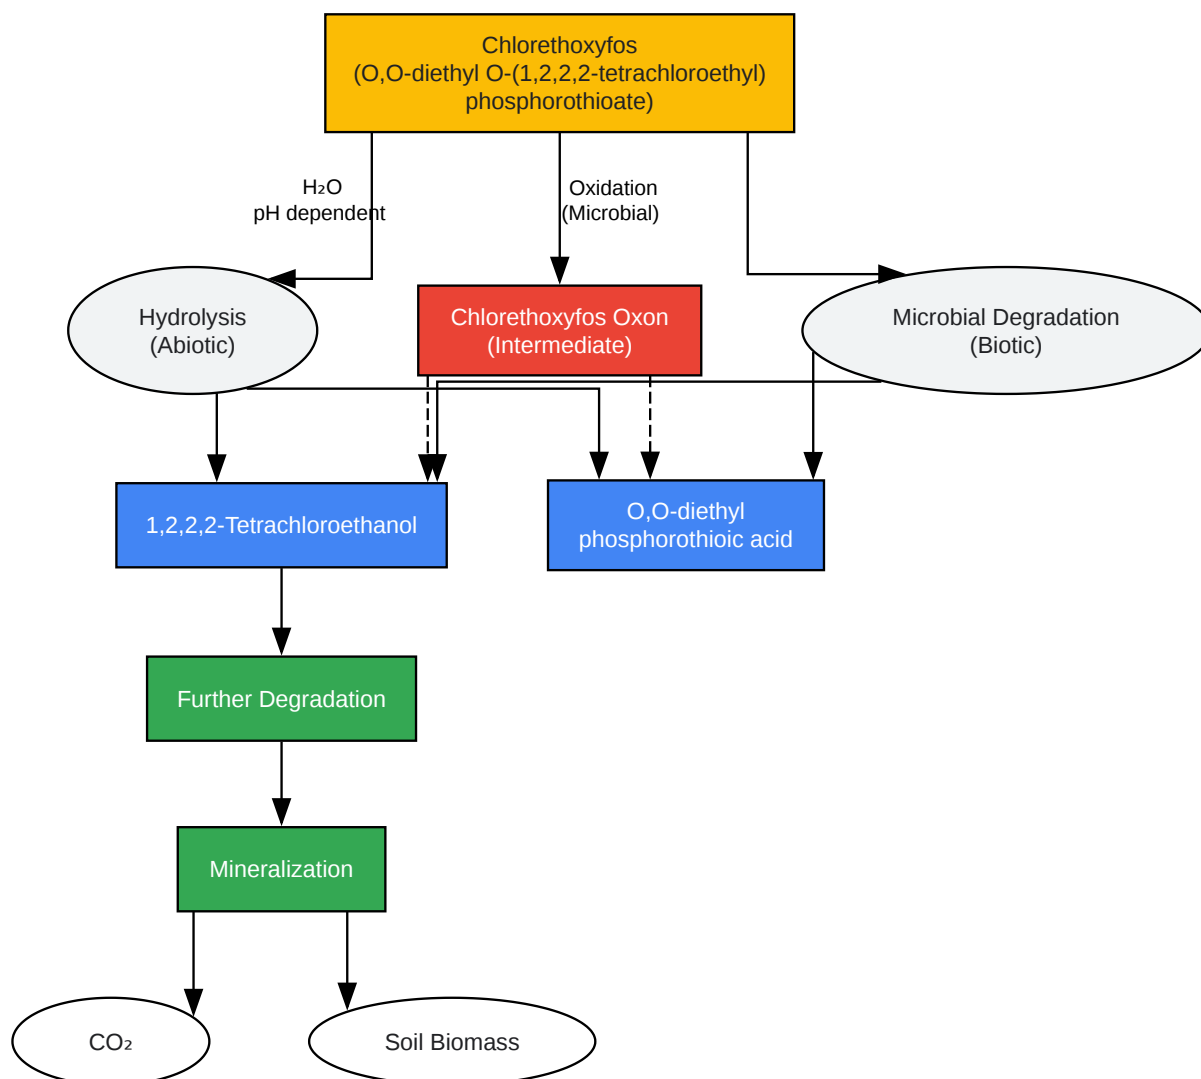 Chlorethoxyfos
(O,O-diethyl O-(1,2,2,2-tetrachloroethyl)
phosphorothioate)
H₂O
pH dependent
Oxidation
(Microbial)
Hydrolysis
(Abiotic)
Chlorethoxyfos Oxon
(Intermediate)
Microbial Degradation
(Biotic)
1,2,2,2-Tetrachloroethanol
O,O-diethyl
phosphorothioic acid
Further Degradation
Mineralization
CO₂
Soil Biomass